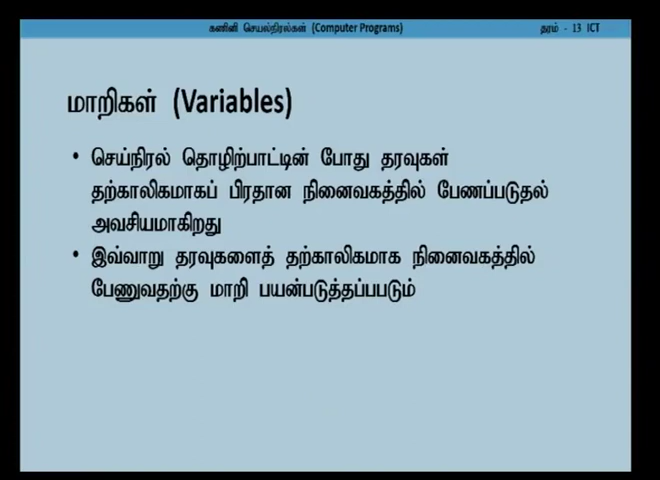 கணினி செயல்நிரல்கள் (Computer Programs)
தரம் - 13 ICT
மாறிகள் (Variables)
• செய்நிரல் தொழிற்பாட்டின் போது தரவுகள்
தற்காலிகமாகப் பிரதான நினைவகத்தில் பேணப்படுதல்
அவசியமாகிறது
• இவ்வாறு தரவுகளைத் தற்காலிகமாக நினைவகத்தில்
பேணுவதற்கு மாறி பயன்படுத்தப்பபடும்